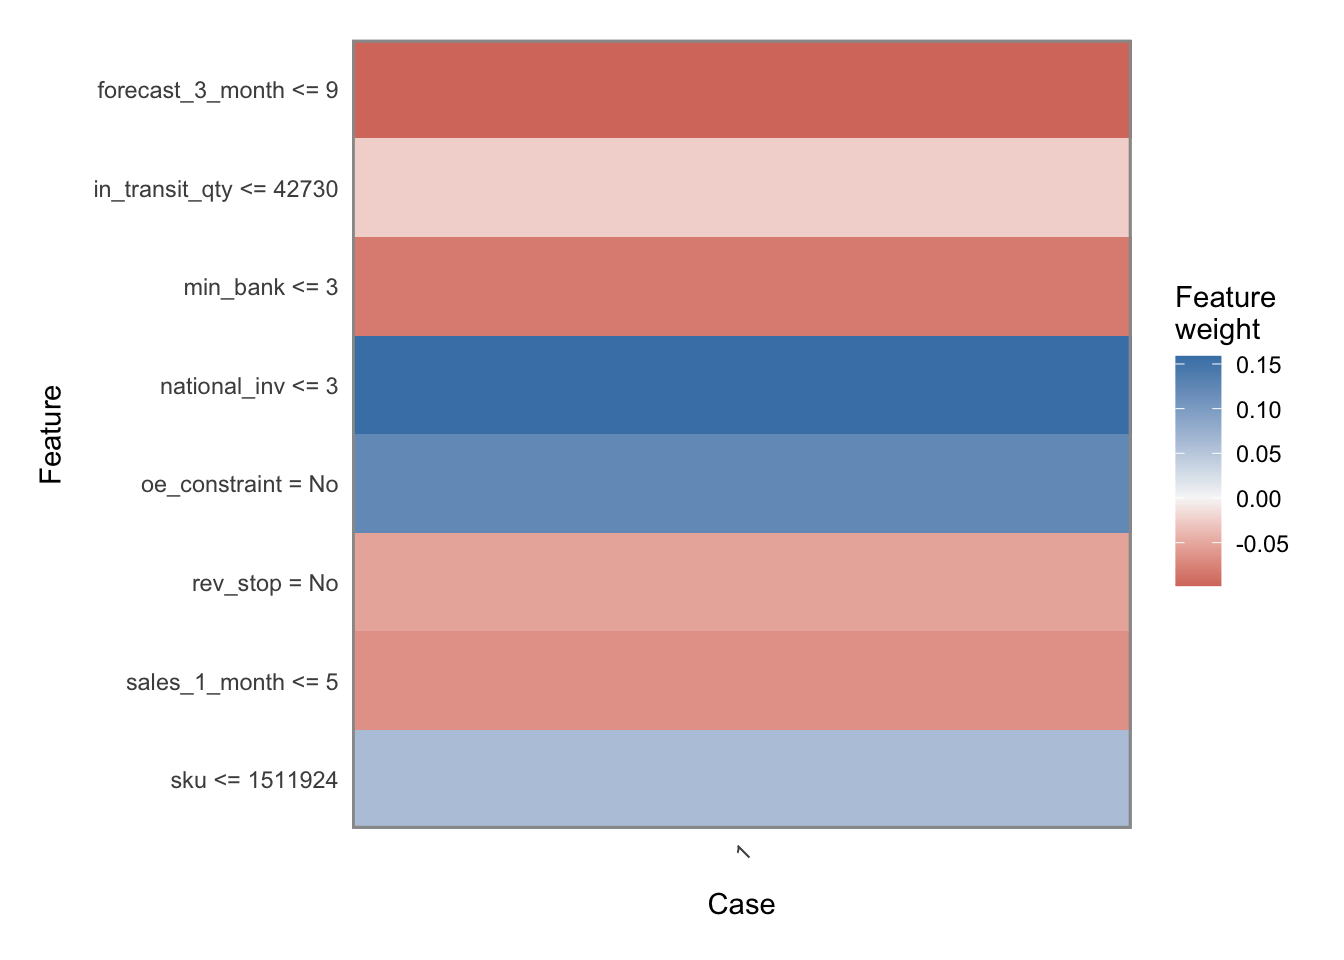 forecast_3_month <= 9
in_transit_qty <= 42730
min_bank <= 3
national_inv <= 3
oe_constraint = No
rev_stop = No
sales_1_month <= 5
sku <= 1511924
Feature
1
Case
Feature
weight
0.15
0.10
0.05
0.00
-0.05